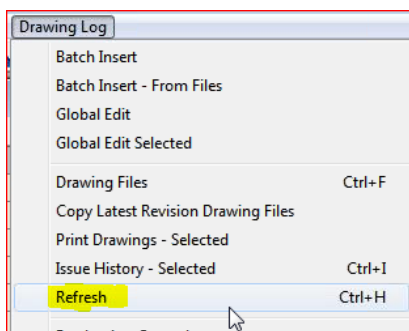 Drawing Log
Batch Insert
Batch Insert - From Files
Global Edit
Global Edit Selected
Drawing Files Ctrl+F
Copy Latest Revision Drawing Files
Print Drawings - Selected
Issue History - Selected Ctrl+I
Refresh Ctrl+H